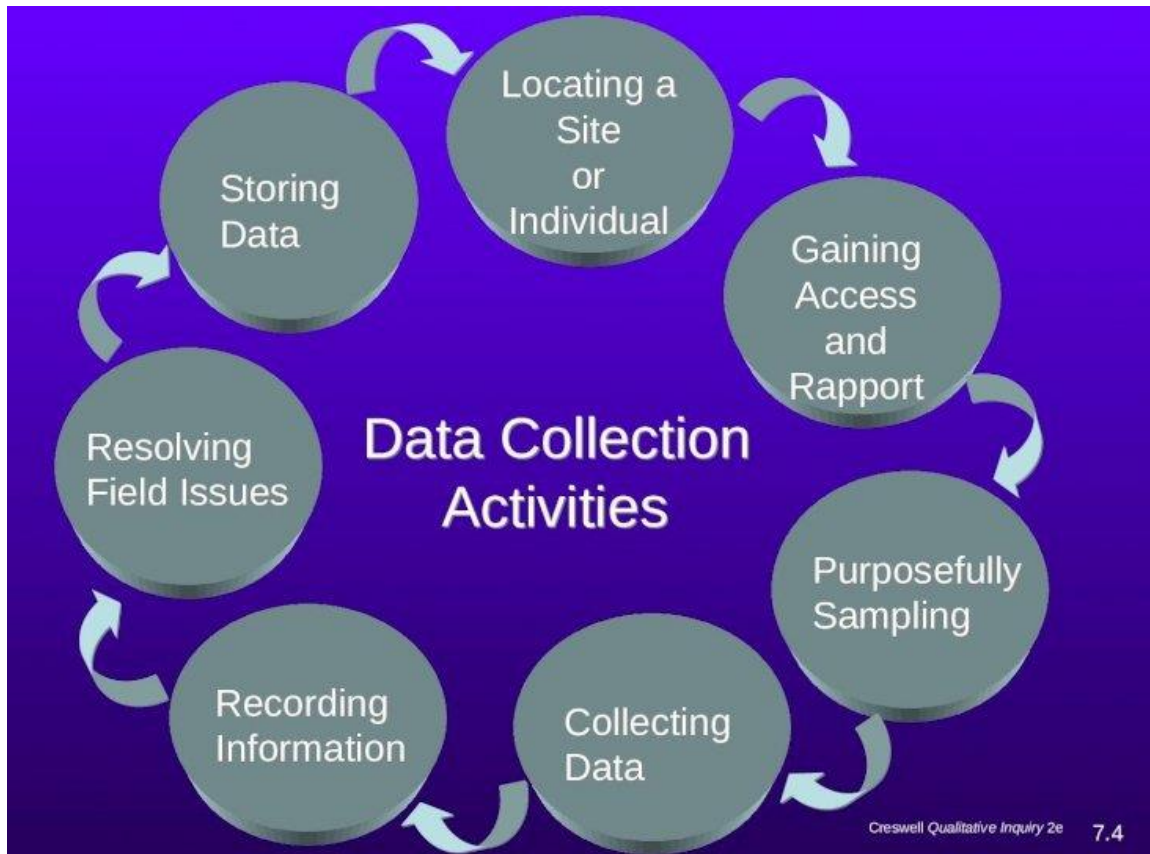 Locating a
Site
or
Individual
Gaining
Access
and
Rapport
Purposefully
Sampling
Collecting
Data
Recording
Information
Resolving
Field Issues
Storing
Data
Data Collection
Activities
Creswell Qualitative Inquiry 2e
7.4